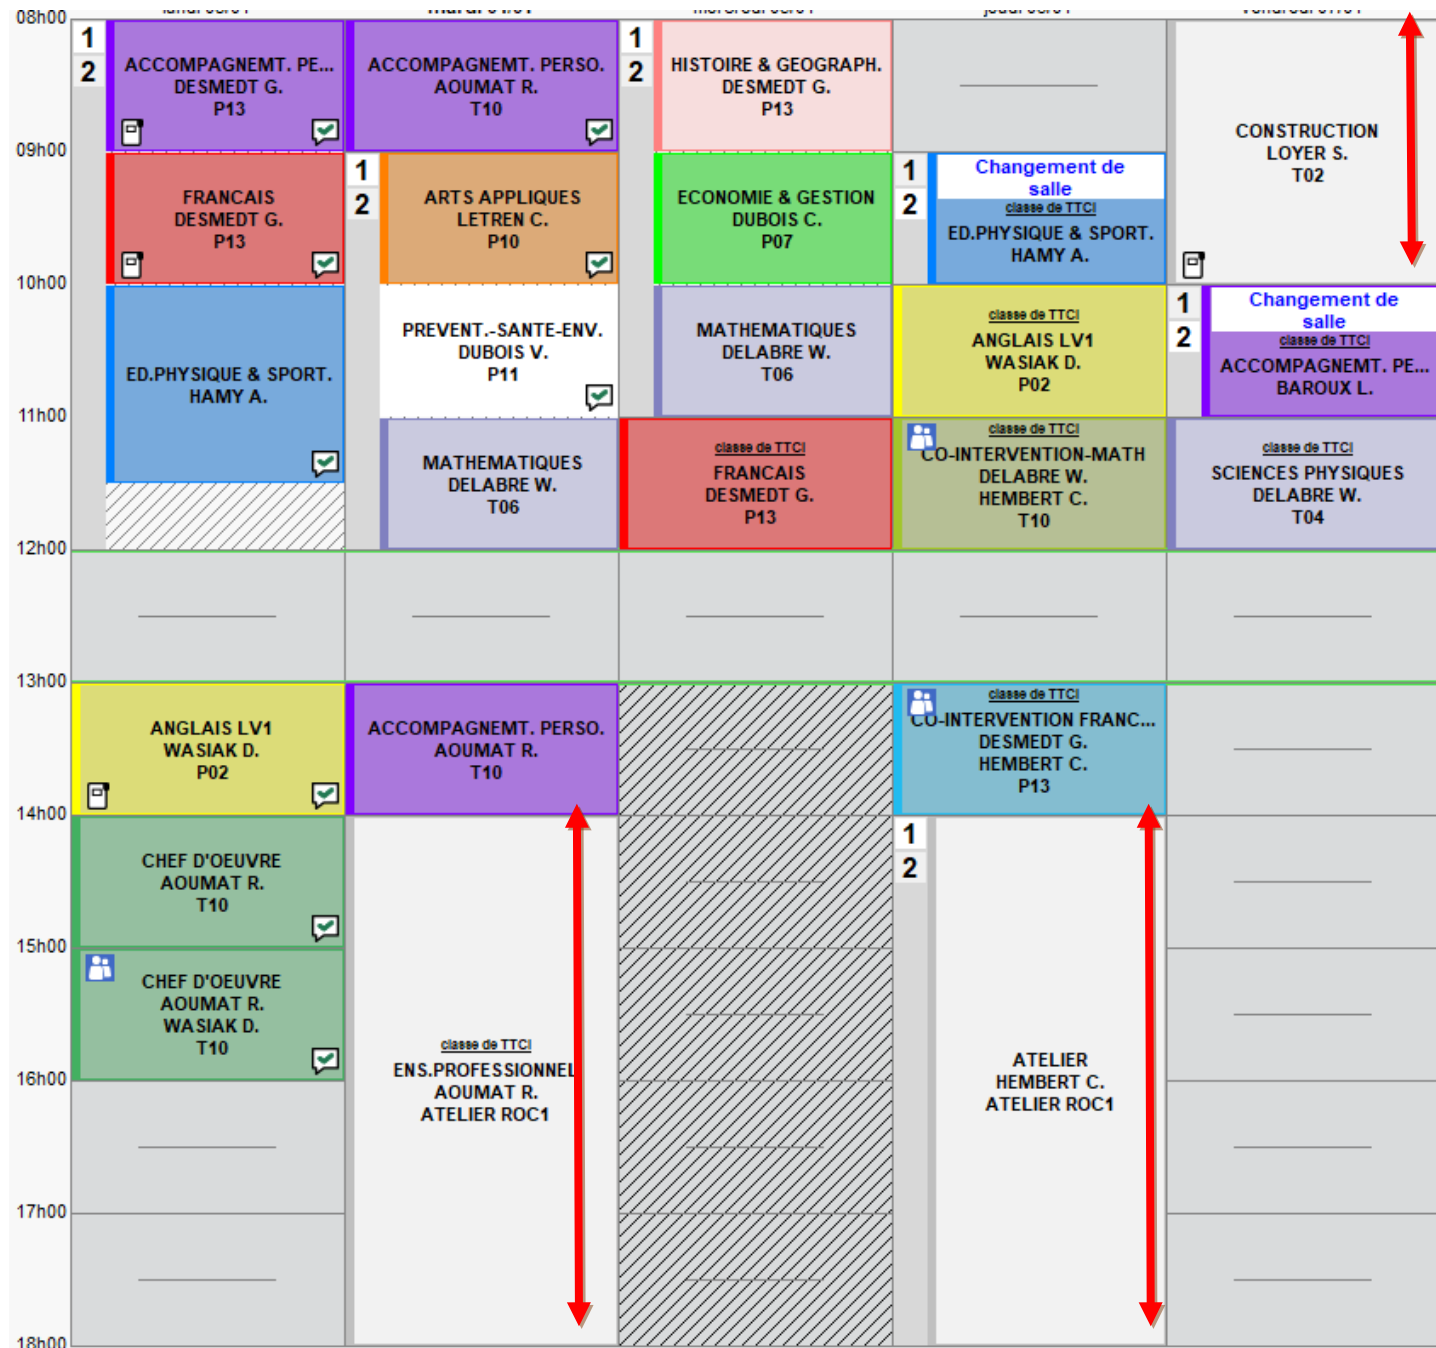 08h00
1
2
ACCOMPAGNEMT. PE...
DESMEDT G.
P13
ACCOMPAGNEMT. PERSO.
AOUMAT R.
T10
1
2
HISTOIRE & GEOGRAPH.
DESMEDT G.
P13
CONSTRUCTION
LOYER S.
T02
09h00
FRANCAIS
DESMEDT G.
P13
1
2
ARTS APPLIQUES
LETREN C.
P10
ECONOMIE & GESTION
DUBOIS C.
P07
1
2
Changement de
salle
classe de TTCI
ED.PHYSIQUE & SPORT.
HAMY A.
10h00
ED.PHYSIQUE & SPORT.
HAMY A.
PREVENT.-SANTE-ENV.
DUBOIS V.
P11
MATHEMATIQUES
DELABRE W.
T06
classe de TTCI
ANGLAIS LV1
WASIAK D.
P02
1
2
Changement de
salle
classe de TTCI
ACCOMPAGNEMT. PE...
BAROUX L.
11h00
MATHEMATIQUES
DELABRE W.
T06
classe de TTCI
FRANCAIS
DESMEDT G.
P13
classe de TTCI
CO-INTERVENTION-MATH
DELABRE W.
HEMBERT C.
T10
classe de TTCI
SCIENCES PHYSIQUES
DELABRE W.
T04
12h00
13h00
ANGLAIS LV1
WASIAK D.
P02
ACCOMPAGNEMT. PERSO.
AOUMAT R.
T10
classe de TTCI
CO-INTERVENTION FRANC...
DESMEDT G.
HEMBERT C.
P13
14h00
CHEF D'OEUVRE
AOUMAT R.
T10
classe de TTCI
ENS.PROFESSIONNEL
AOUMAT R.
ATELIER ROC1
1
2
ATELIER
HEMBERT C.
ATELIER ROC1
15h00
CHEF D'OEUVRE
AOUMAT R.
WASIAK D.
T10
16h00
17h00
18h00